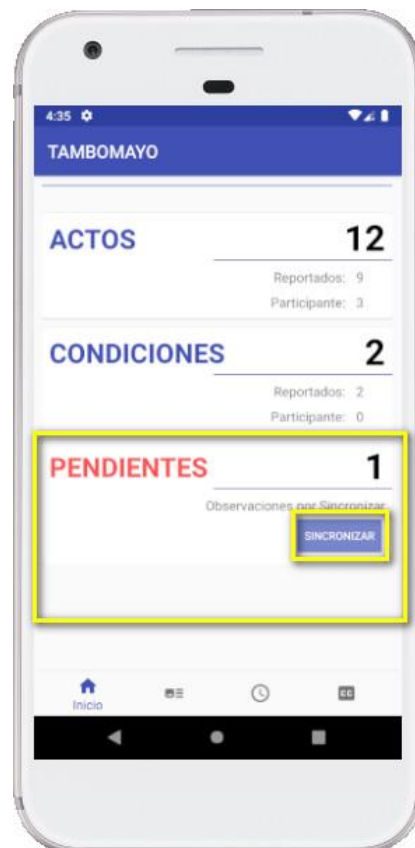 4:35
TAMBOMAYO
ACTOS 12
Reportados: 9
Participante: 3
CONDICIONES 2
Reportados: 2
Participante: 0
PENDIENTES 1
Observaciones por Sincronizar
SINCRONIZAR
Inicio
CC